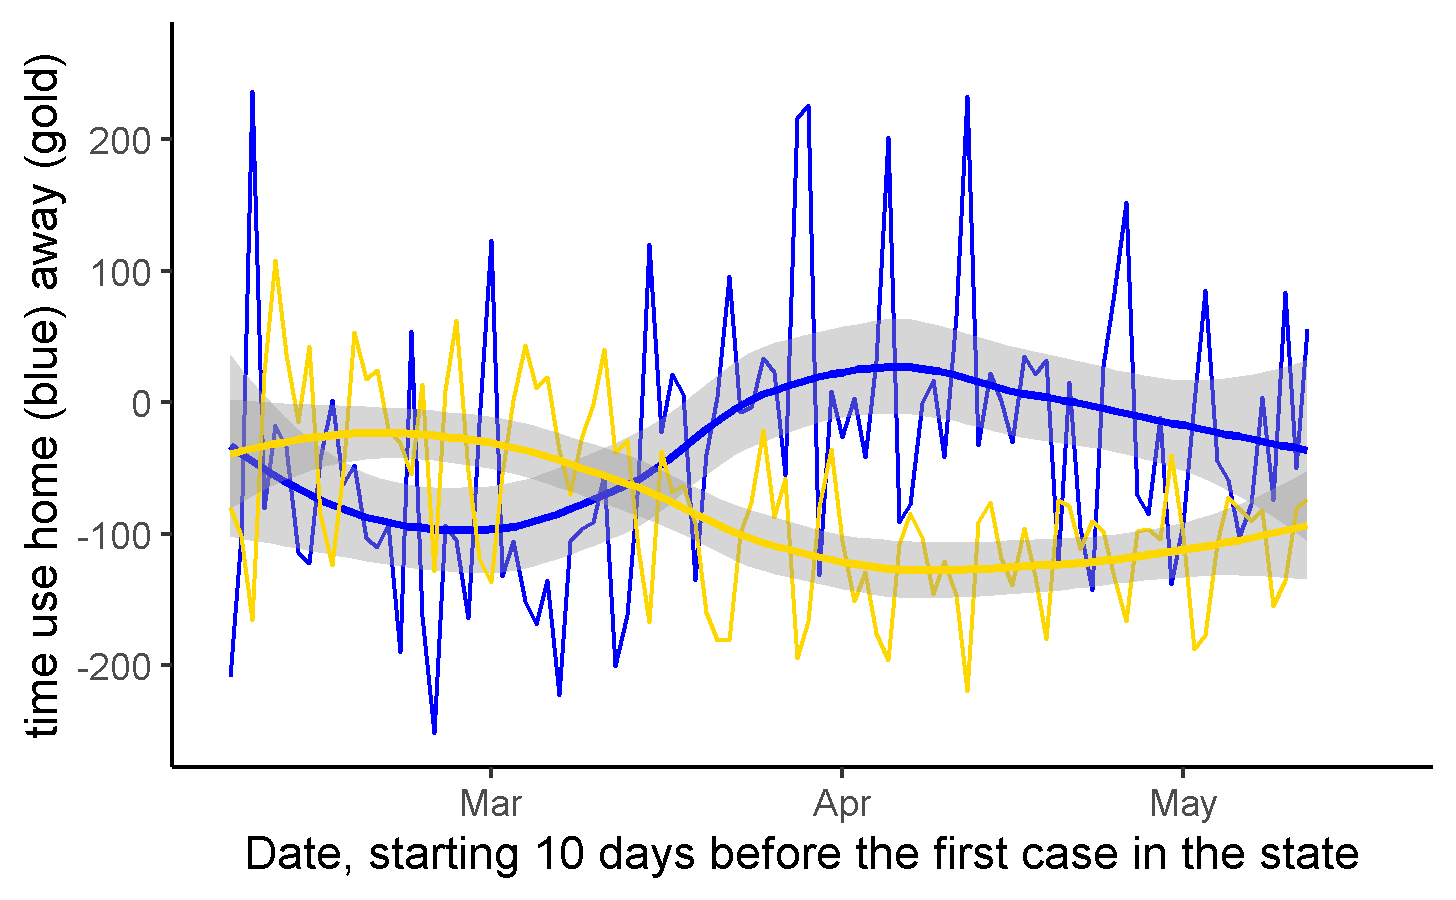 time use home (blue) away (gold)
200
100
0
-100
-200
Mar
Apr
May
Date, starting 10 days before the first case in the state